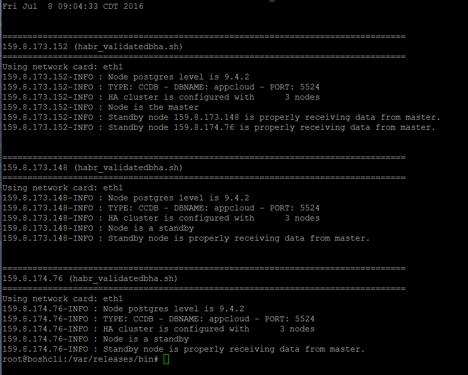 Fri Jul  8 09:04:33 CDT 2016
================================================================================
159.8.173.152 (habr_validatedbha.sh)
================================================================================
Using network card: eth1
159.8.173.152-INFO : Node postgres level is 9.4.2
159.8.173.152-INFO : TYPE: CCDB - DBNAME: appcloud - PORT: 5524
159.8.173.152-INFO : HA cluster is configured with      3 nodes
159.8.173.152-INFO : Node is the master
159.8.173.152-INFO : Standby node 159.8.173.148 is properly receiving data from master.
159.8.173.152-INFO : Standby node 159.8.174.76 is properly receiving data from master.
================================================================================
159.8.173.148 (habr_validatedbha.sh)
================================================================================
Using network card: eth1
159.8.173.148-INFO : Node postgres level is 9.4.2
159.8.173.148-INFO : TYPE: CCDB - DBNAME: appcloud - PORT: 5524
159.8.173.148-INFO : HA cluster is configured with      3 nodes
159.8.173.148-INFO : Node is a standby
159.8.173.148-INFO : Standby node is properly receiving data from master.
================================================================================
159.8.174.76 (habr_validatedbha.sh)
================================================================================
Using network card: eth1
159.8.174.76-INFO : Node postgres level is 9.4.2
159.8.174.76-INFO : TYPE: CCDB - DBNAME: appcloud - PORT: 5524
159.8.174.76-INFO : HA cluster is configured with      3 nodes
159.8.174.76-INFO : Node is a standby
159.8.174.76-INFO : Standby node is properly receiving data from master.
root@boshcli:/var/releases/bin#